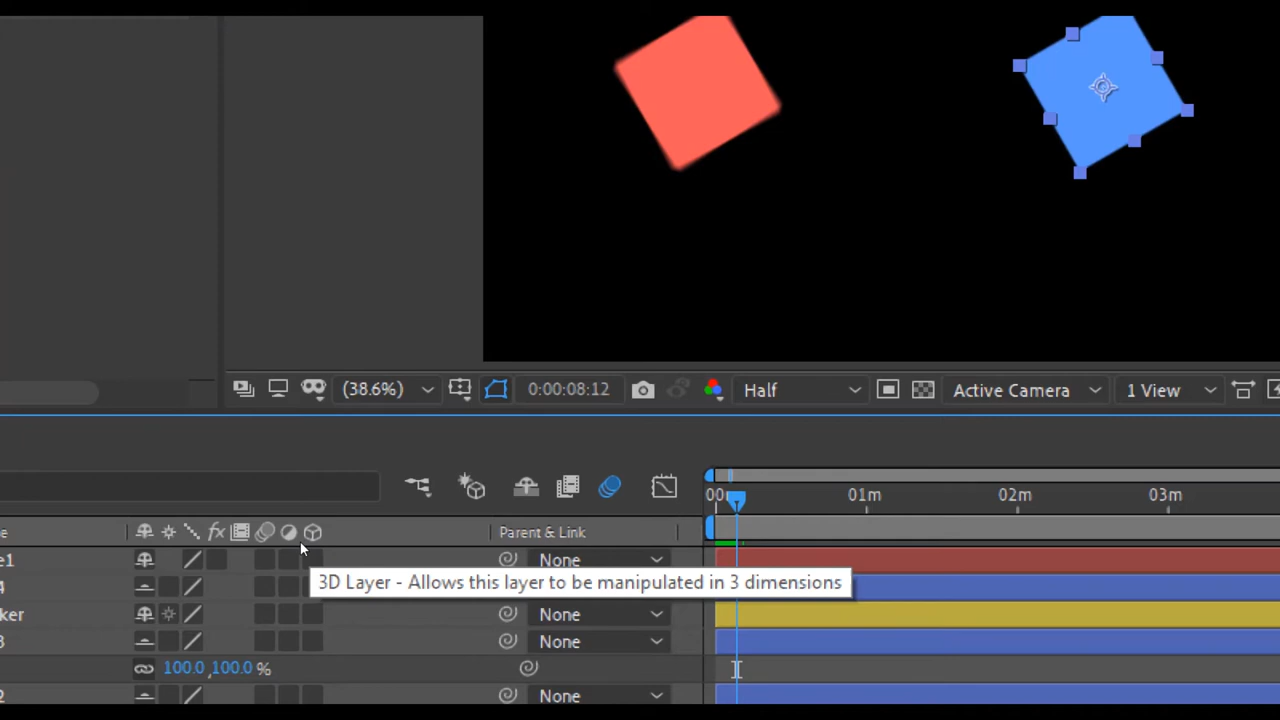 (38.6%) 0:00:08:12 Half Active Camera 1 View
00m 01m 02m 03m
e fx Parent & Link
e1 None
3D Layer - Allows this layer to be manipulated in 3 dimensions
4
ker None
3 None
100.0,100.0 %
2 None